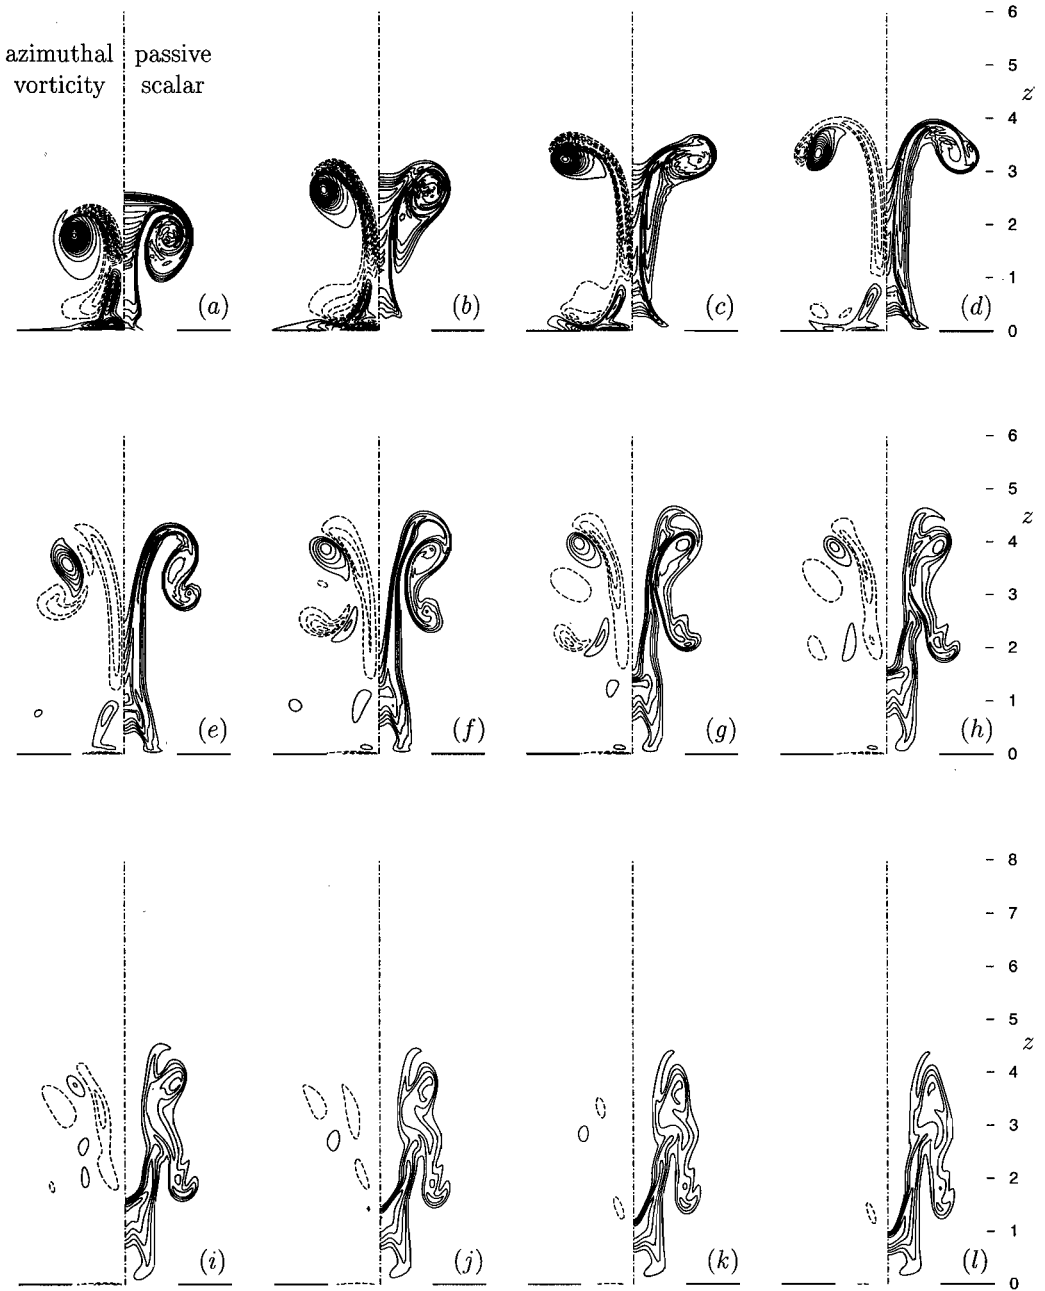 azimuthal passive
vorticity scalar
– 6
– 5
z
– 4
– 3
– 2
– 1
– 0
(a) (b) (c) (d)
– 6
– 5
z
– 4
– 3
– 2
– 1
– 0
(e) (f) (g) (h)
– 8
– 7
– 6
– 5
z
– 4
– 3
– 2
– 1
– 0
(i) (j) (k) (l)